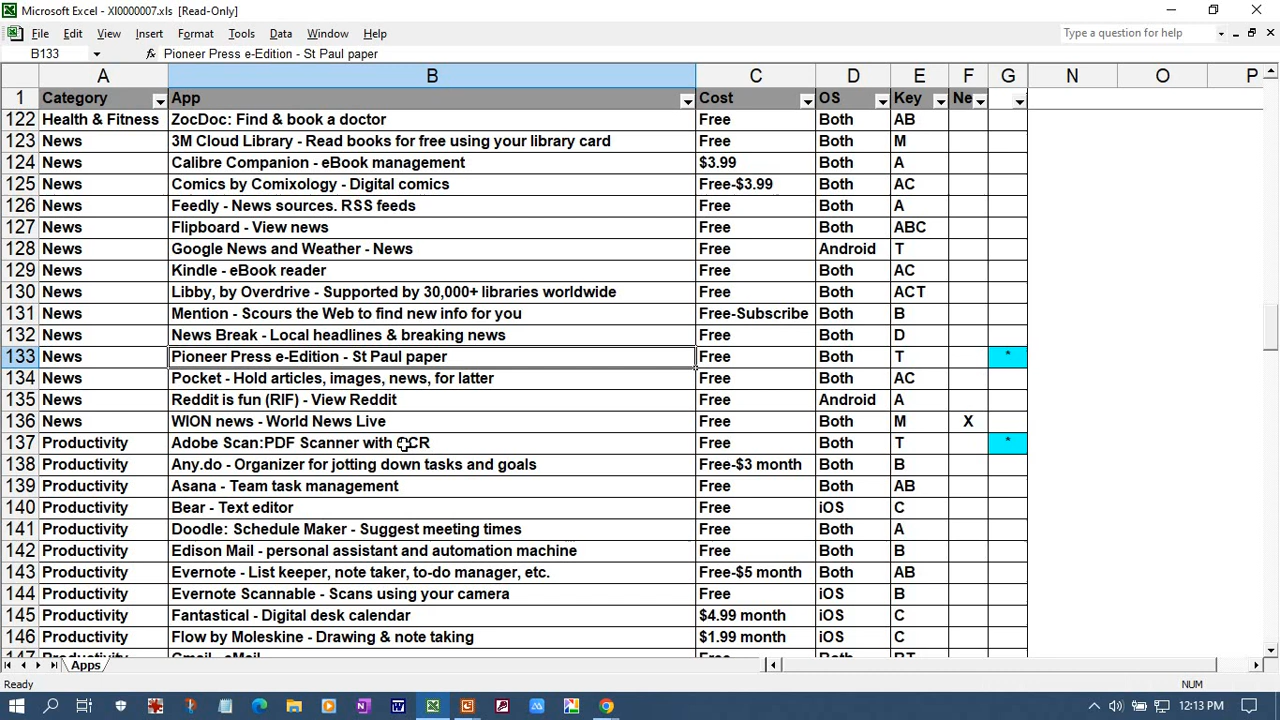 Microsoft Excel - XI0000007.xls [Read-Only]
File Edit View Insert Format Tools Data Window Help Type a question for help
B133 fx Pioneer Press e-Edition - St Paul paper
A B C D E F G N O P
1 Category App Cost OS Key Ne
122 Health & Fitness ZocDoc: Find & book a doctor Free Both AB
123 News 3M Cloud Library - Read books for free using your library card Free Both M
124 News Calibre Companion - eBook management $3.99 Both A
125 News Comics by Comixology - Digital comics Free-$3.99 Both AC
126 News Feedly - News sources. RSS feeds Free Both A
127 News Flipboard - View news Free Both ABC
128 News Google News and Weather - News Free Android T
129 News Kindle - eBook reader Free Both AC
130 News Libby, by Overdrive - Supported by 30,000+ libraries worldwide Free Both ACT
131 News Mention - Scours the Web to find new info for you Free-Subscribe Both B
132 News News Break - Local headlines & breaking news Free Both D
133 News Pioneer Press e-Edition - St Paul paper Free Both T *
134 News Pocket - Hold articles, images, news, for latter Free Both AC
135 News Reddit is fun (RIF) - View Reddit Free Android A
136 News WION news - World News Live Free Both M X
137 Productivity Adobe Scan:PDF Scanner with OCR Free Both T *
138 Productivity Any.do - Organizer for jotting down tasks and goals Free-$3 month Both B
139 Productivity Asana - Team task management Free Both AB
140 Productivity Bear - Text editor Free iOS C
141 Productivity Doodle: Schedule Maker - Suggest meeting times Free Both A
142 Productivity Edison Mail - personal assistant and automation machine Free Both B
143 Productivity Evernote - List keeper, note taker, to-do manager, etc. Free-$5 month Both AB
144 Productivity Evernote Scannable - Scans using your camera Free iOS B
145 Productivity Fantastical - Digital desk calendar $4.99 month iOS C
146 Productivity Flow by Moleskine - Drawing & note taking $1.99 month iOS C
147 Productivity Gmail - eMail Free Both BT
Apps
Ready NUM
12:13 PM